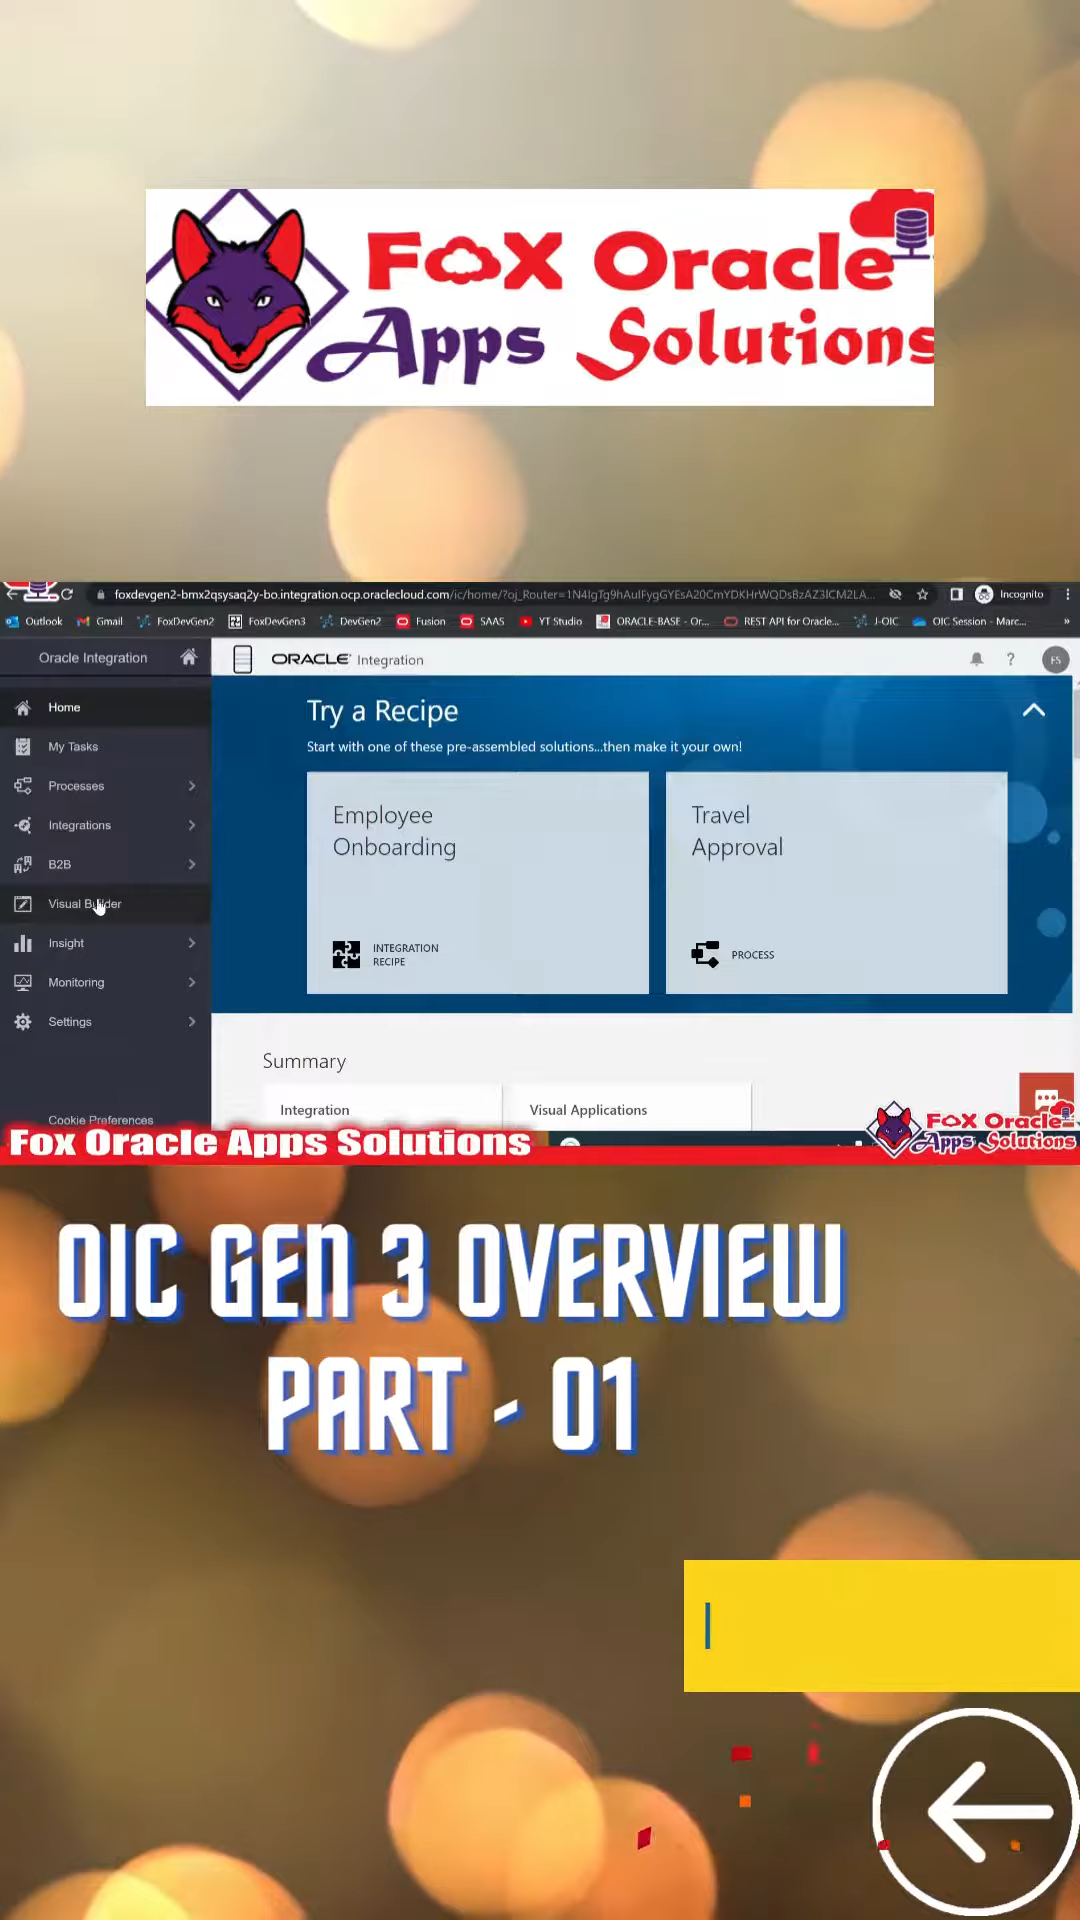 Fox Oracle
Apps Solutions
foxdevgen2-bmx2qsysaq2y-bo.integration.ocp.oraclecloud.com/ic/home/?oj_Router=
Incognito
Outlook
Gmail
FoxDevGen2
FoxDevGen3
DevGen2
Fusion
SAAS
YT Studio
ORACLE-BASE - Or...
REST API for Oracle...
J-OIC
OIC Session - Marc...
»
Oracle Integration
ORACLE Integration
?
FS
Home
My Tasks
Processes
Integrations
B2B
Visual Builder
Insight
Monitoring
Settings
Cookie Preferences
Try a Recipe
Start with one of these pre-assembled solutions...then make it your own!
Employee
Onboarding
INTEGRATION
RECIPE
Travel
Approval
PROCESS
Summary
Integration
Visual Applications
Fox Oracle Apps Solutions
Fox Oracle
Apps Solutions
OIC GEN 3 OVERVIEW
PART - 01